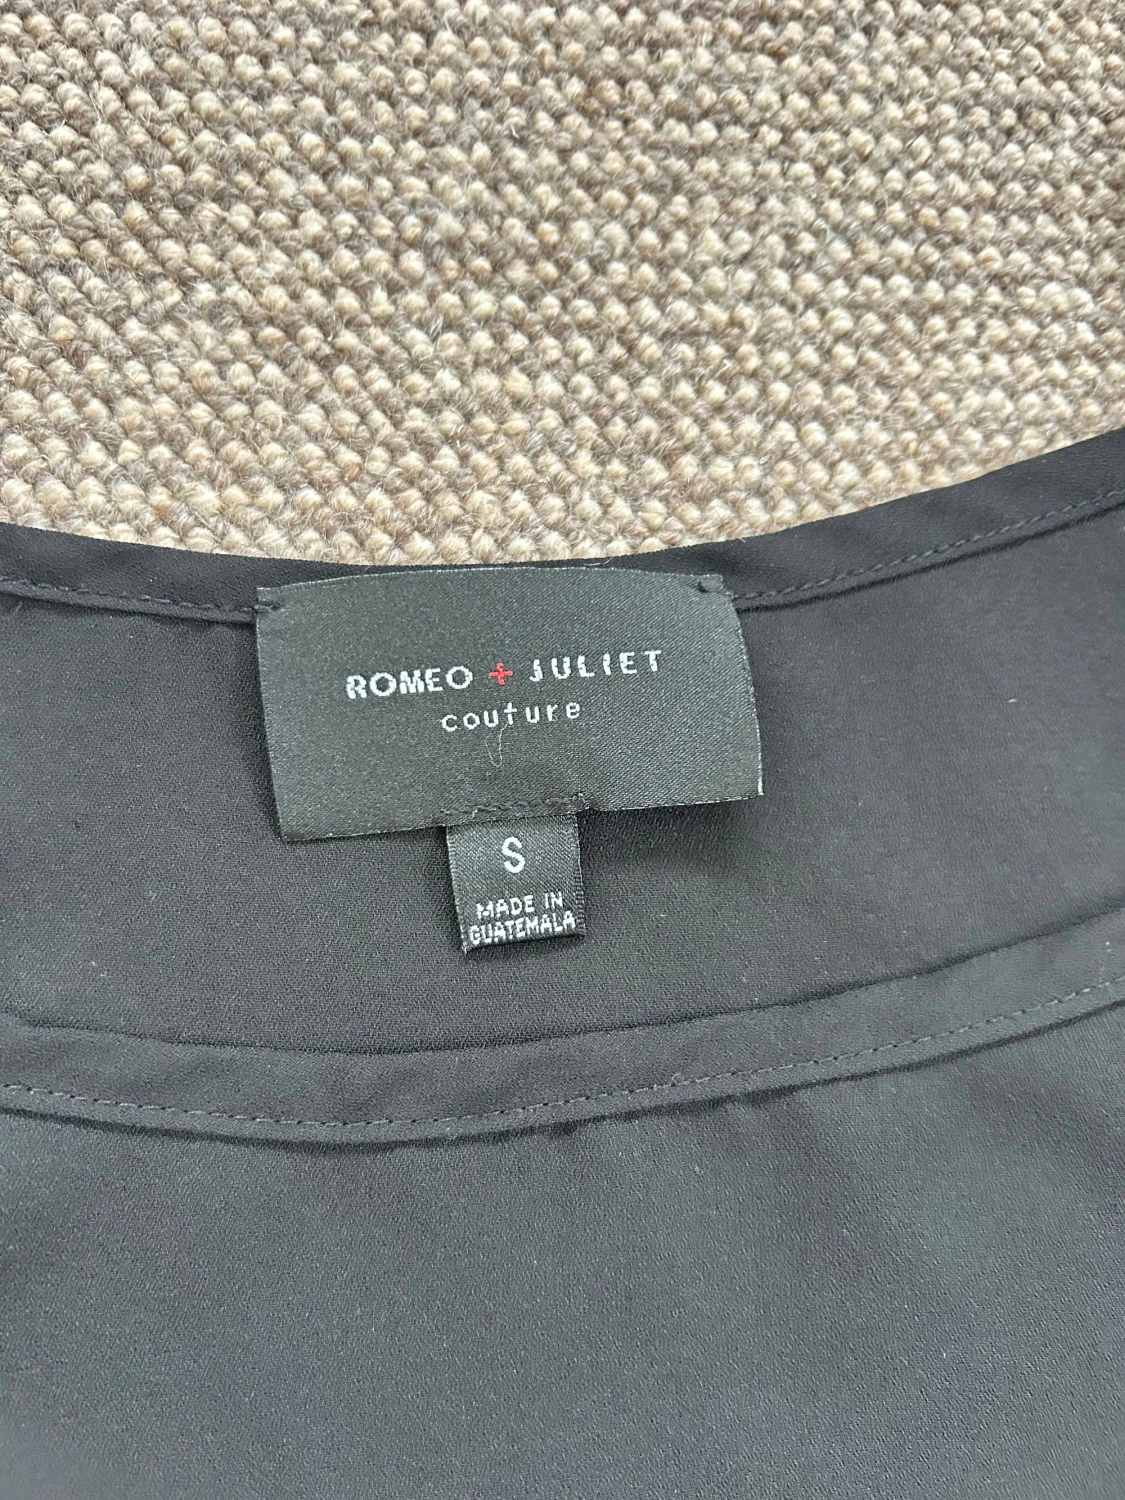 ROMEO + JULIET
couture
S
MADE IN
GUATEMALA